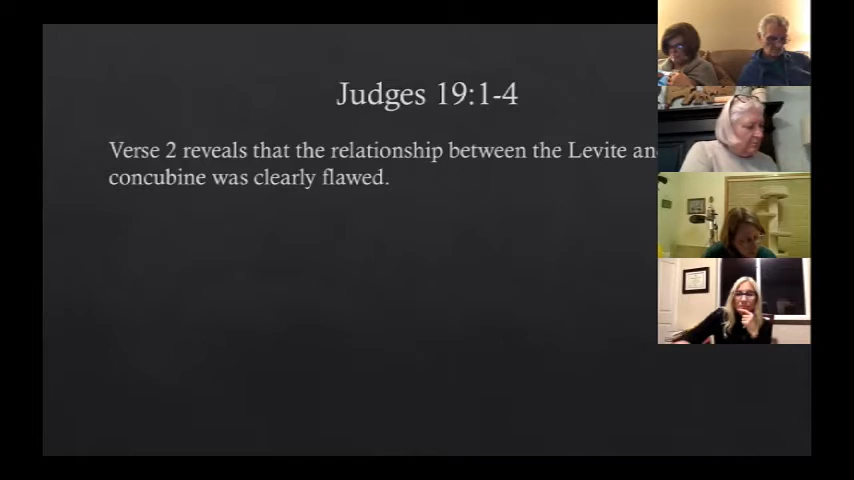 Judges 19:1-4
Verse 2 reveals that the relationship between the Levite an
concubine was clearly flawed.